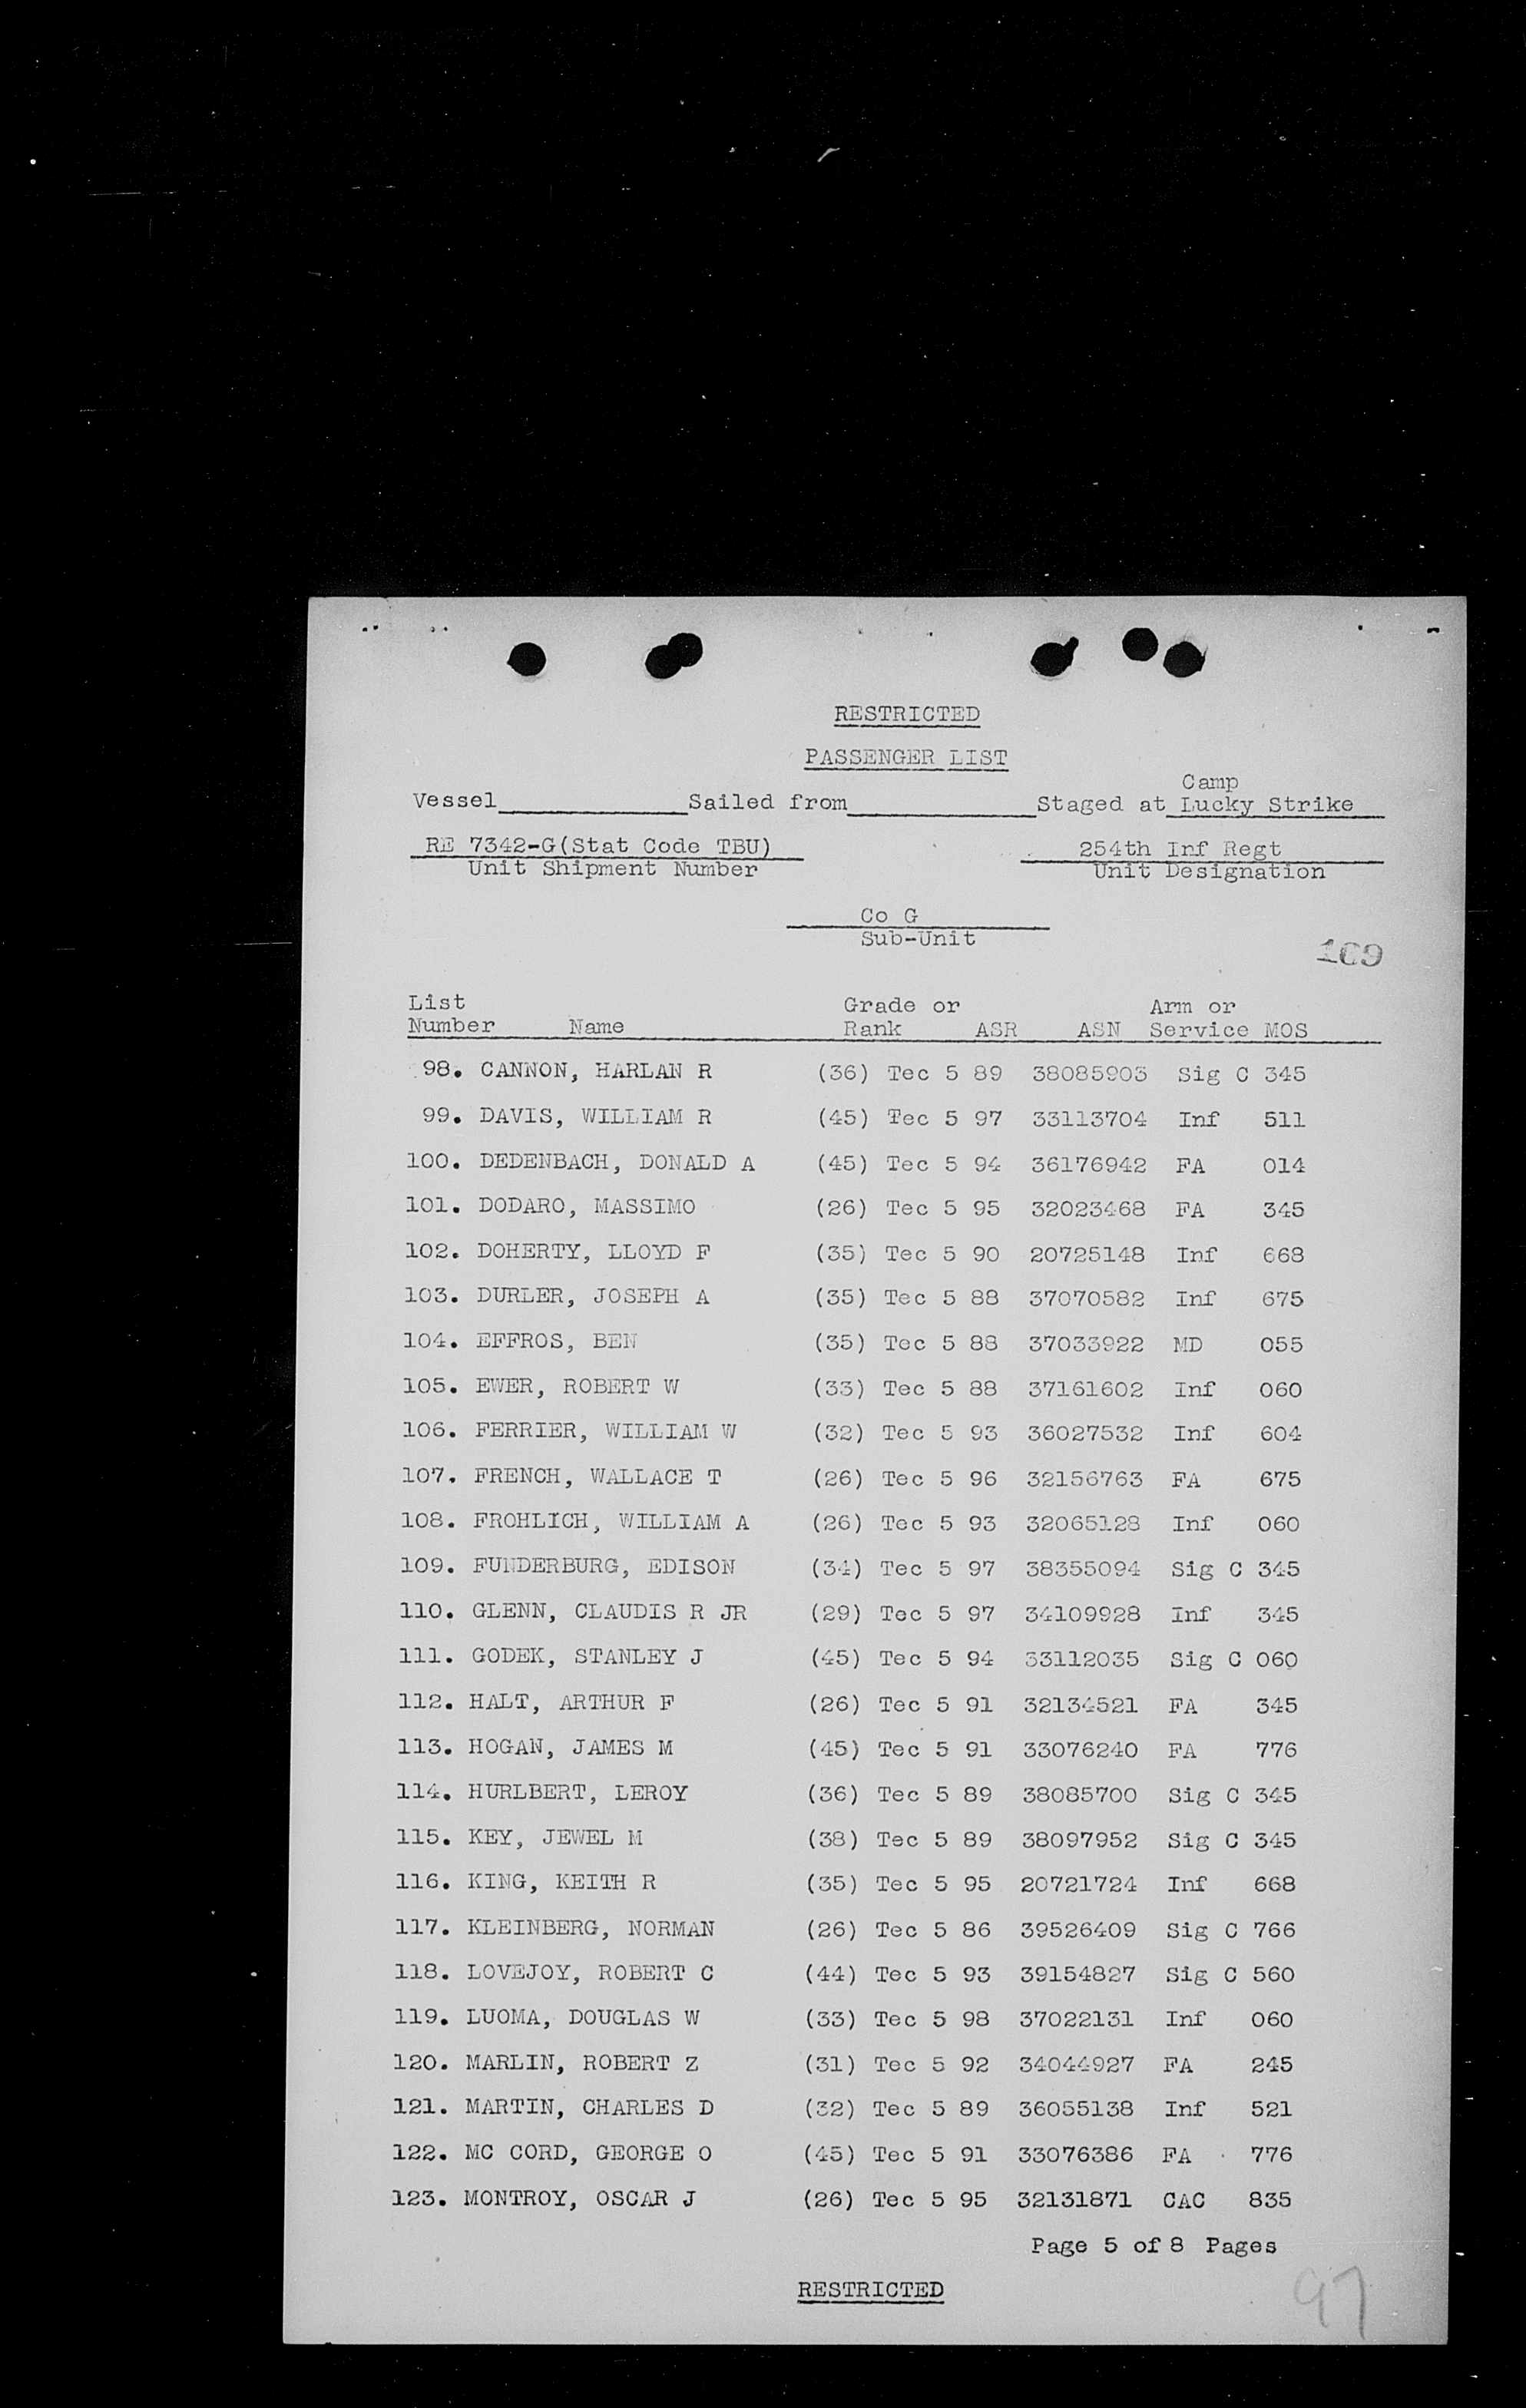 RESTRICTED
PASSENGER LIST
Camp
Vessel Sailed from Staged at Lucky Strike
RE 7342-G(Stat Code TBU) 254th Inf Regt
Unit Shipment Number Unit Designation
Co G
Sub-Unit
109
List Grade or Arm or
Number Name Rank ASR ASN Service MOS
98. CANNON, HARLAN R (36) Tec 5 89 38085903 Sig C 345
99. DAVIS, WILLIAM R (45) Tec 5 97 33113704 Inf 511
100. DEDENBACH, DONALD A (45) Tec 5 94 36176942 FA 014
101. DODARO, MASSIMO (26) Tec 5 95 32023468 FA 345
102. DOHERTY, LLOYD F (35) Tec 5 90 20725148 Inf 668
103. DURLER, JOSEPH A (35) Tec 5 88 37070582 Inf 675
104. EFFROS, BEN (35) Tec 5 88 37033922 MD 055
105. EWER, ROBERT W (33) Tec 5 88 37161602 Inf 060
106. FERRIER, WILLIAM W (32) Tec 5 93 36027532 Inf 604
107. FRENCH, WALLACE T (26) Tec 5 96 32156763 FA 675
108. FROHLICH, WILLIAM A (26) Tec 5 93 32065128 Inf 060
109. FUNDERBURG, EDISON (34) Tec 5 97 38355094 Sig C 345
110. GLENN, CLAUDIS R JR (29) Tec 5 97 34109928 Inf 345
111. GODEK, STANLEY J (45) Tec 5 94 33112035 Sig C 060
112. HALT, ARTHUR F (26) Tec 5 91 32134521 FA 345
113. HOGAN, JAMES M (45) Tec 5 91 33076240 FA 776
114. HURLBERT, LEROY (36) Tec 5 89 38085700 Sig C 345
115. KEY, JEWEL M (38) Tec 5 89 38097952 Sig C 345
116. KING, KEITH R (35) Tec 5 95 20721724 Inf 668
117. KLEINBERG, NORMAN (26) Tec 5 86 39526409 Sig C 766
118. LOVEJOY, ROBERT C (44) Tec 5 93 39154827 Sig C 560
119. LUOMA, DOUGLAS W (33) Tec 5 98 37022131 Inf 060
120. MARLIN, ROBERT Z (31) Tec 5 92 34044927 FA 245
121. MARTIN, CHARLES D (32) Tec 5 89 36055138 Inf 521
122. MC CORD, GEORGE O (45) Tec 5 91 33076386 FA 776
123. MONTROY, OSCAR J (26) Tec 5 95 32131871 CAC 835
Page 5 of 8 Pages
RESTRICTED
97